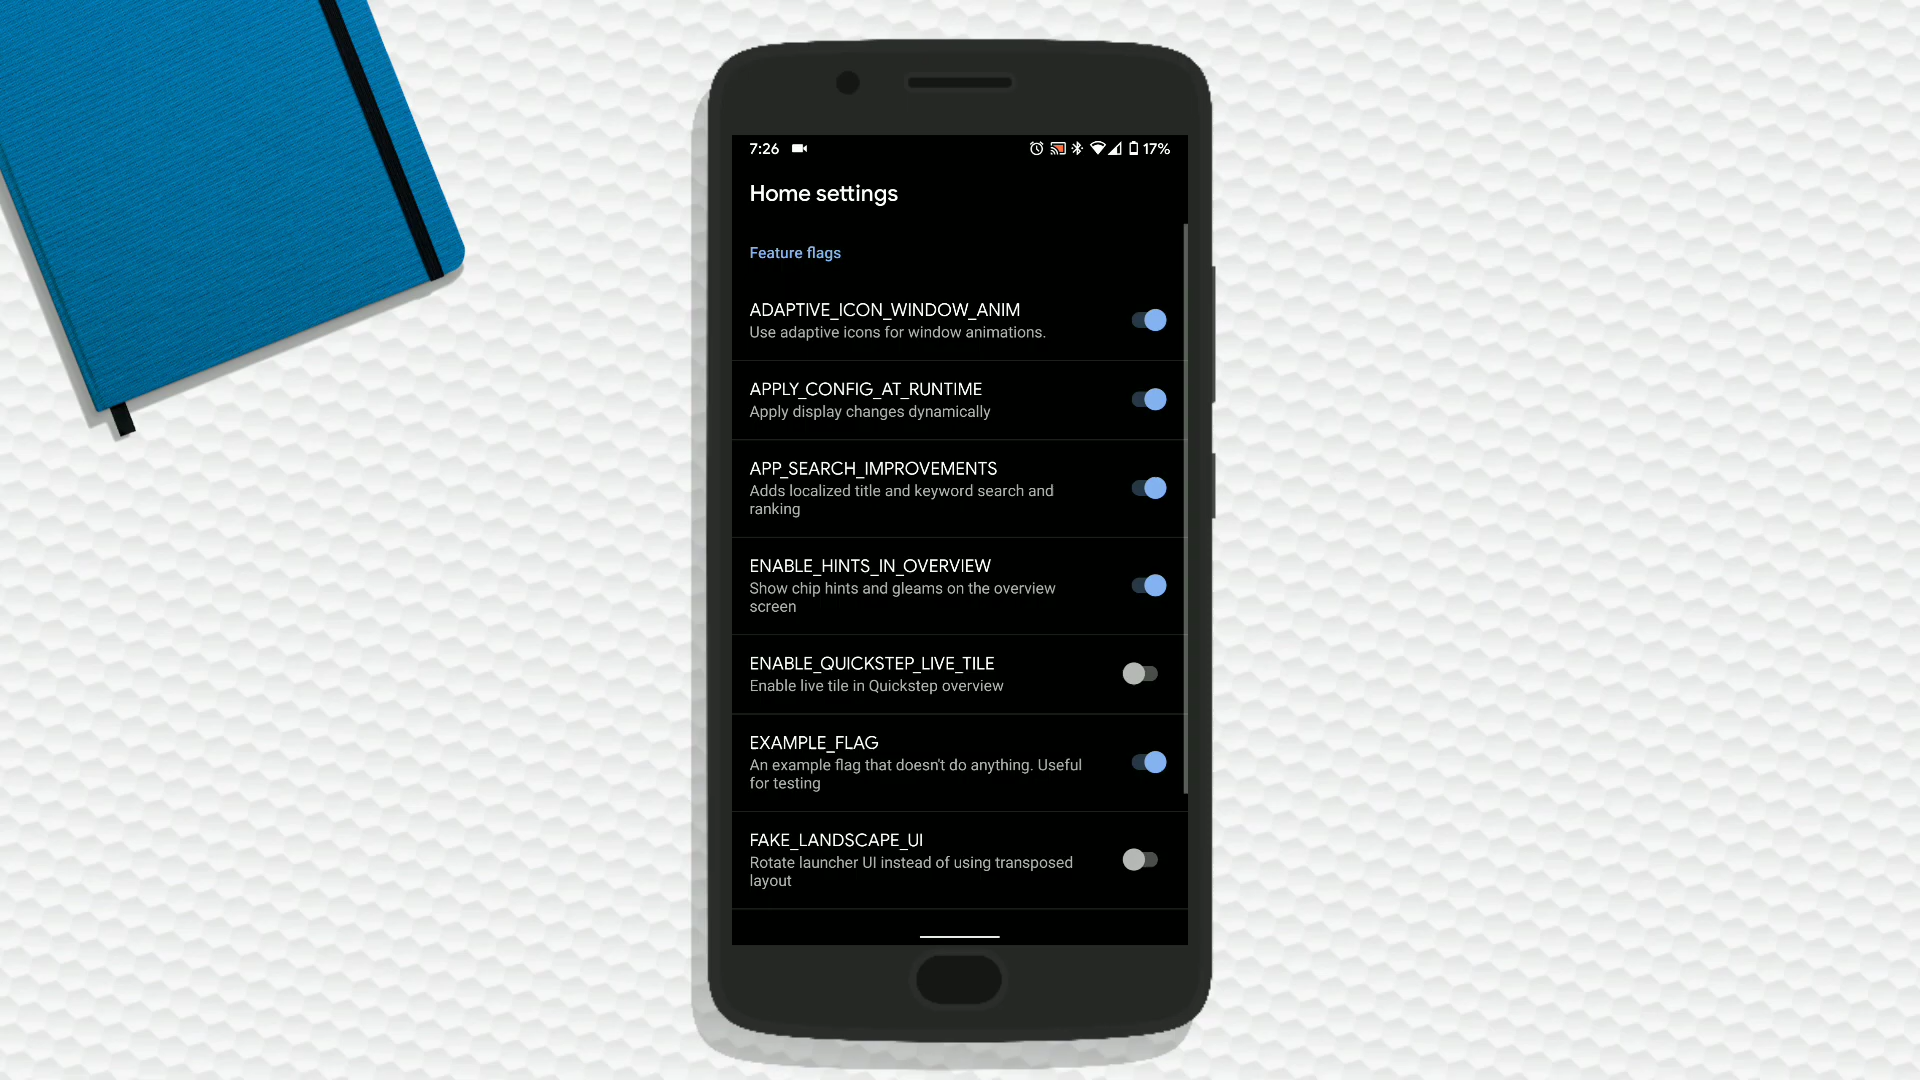 7:26 17%
Home settings
Feature flags
ADAPTIVE_ICON_WINDOW_ANIM
Use adaptive icons for window animations.
APPLY_CONFIG_AT_RUNTIME
Apply display changes dynamically
APP_SEARCH_IMPROVEMENTS
Adds localized title and keyword search and
ranking
ENABLE_HINTS_IN_OVERVIEW
Show chip hints and gleams on the overview
screen
ENABLE_QUICKSTEP_LIVE_TILE
Enable live tile in Quickstep overview
EXAMPLE_FLAG
An example flag that doesn't do anything. Useful
for testing
FAKE_LANDSCAPE_UI
Rotate launcher UI instead of using transposed
layout